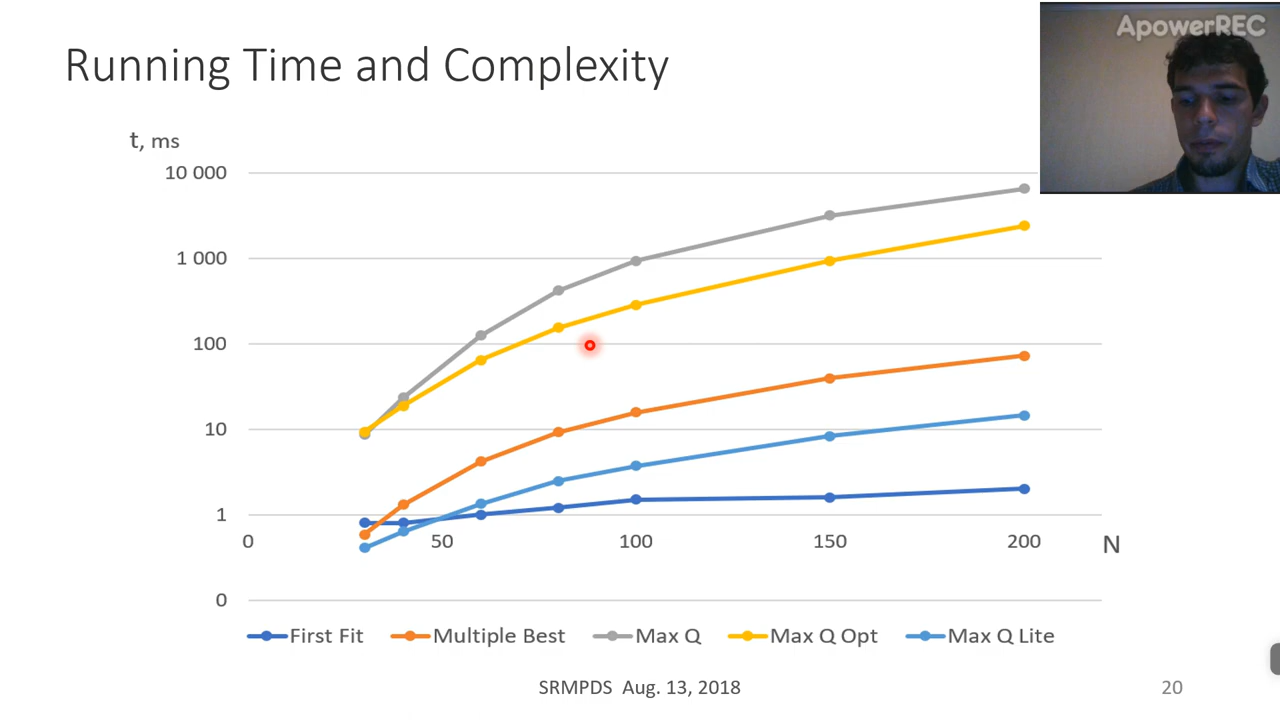 ApowerREC
Running Time and Complexity
t, ms
10 000
1 000
100
10
1
0
0 50 100 150 200 N
First Fit Multiple Best Max Q Max Q Opt Max Q Lite
SRMPDS Aug. 13, 2018
20